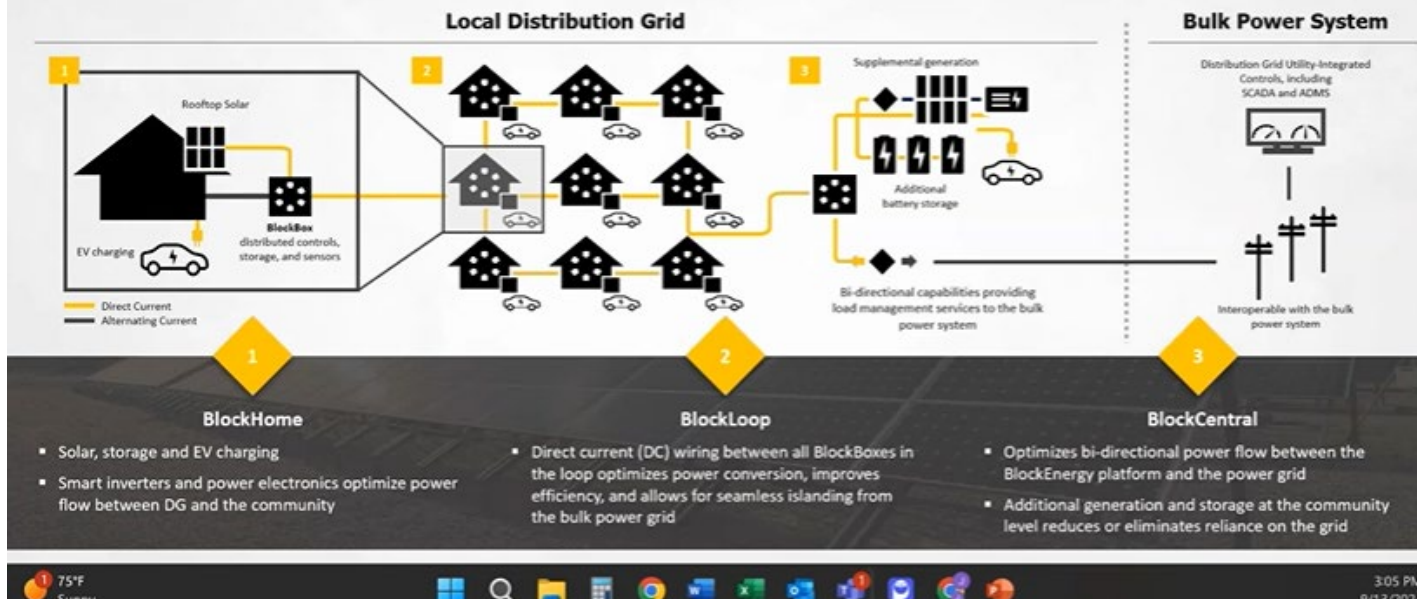 Local Distribution Grid
Bulk Power System
1
Rooftop Solar
BlockBox
distributed controls,
storage, and sensors
EV charging
Direct Current
Alternating Current
2
3
Supplemental generation
Additional
battery storage
Bi-directional capabilities providing
load management services to the bulk
power system
Distribution Grid Utility-Integrated
Controls, including
SCADA and ADMS
Interoperable with the bulk
power system
1
BlockHome
▪ Solar, storage and EV charging
▪ Smart inverters and power electronics optimize power
flow between DG and the community
2
BlockLoop
▪ Direct current (DC) wiring between all BlockBoxes in
the loop optimizes power conversion, improves
efficiency, and allows for seamless islanding from
the bulk power grid
3
BlockCentral
▪ Optimizes bi-directional power flow between the
BlockEnergy platform and the power grid
▪ Additional generation and storage at the community
level reduces or eliminates reliance on the grid
1
75°F
Sunny
1
3:05 PM